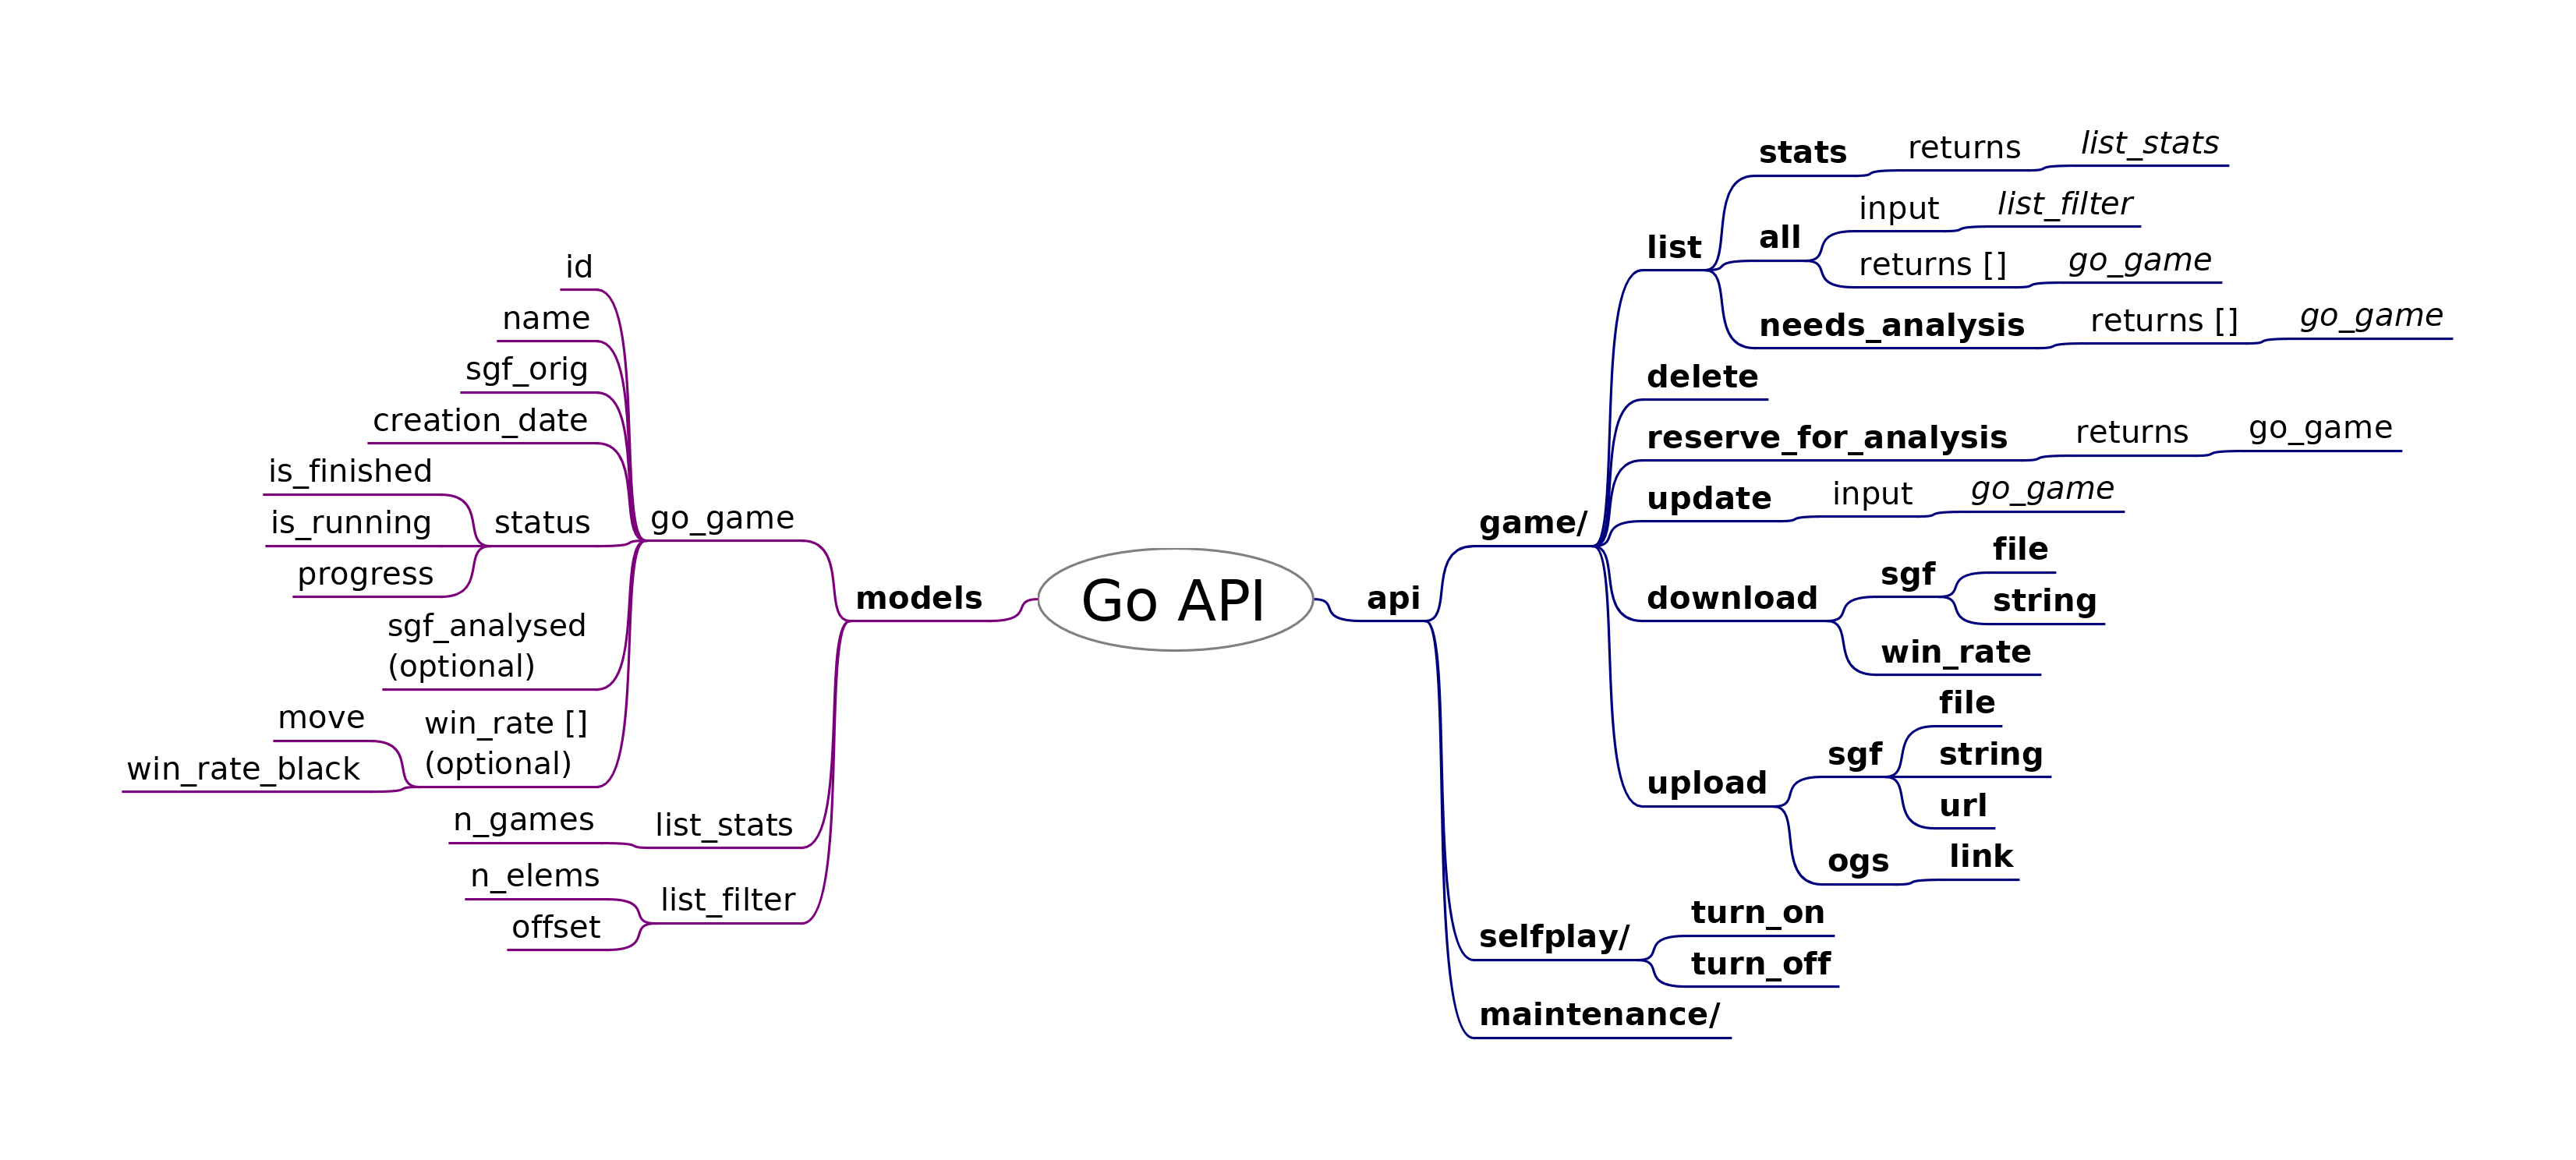 Go API
models
go_game
id
name
sgf_orig
creation_date
status
is_finished
is_running
progress
sgf_analysed
(optional)
win_rate []
(optional)
move
win_rate_black
list_stats
n_games
list_filter
n_elems
offset
api
game/
list
stats
returns
list_stats
all
input
list_filter
returns []
go_game
needs_analysis
returns []
go_game
delete
reserve_for_analysis
returns
go_game
update
input
go_game
download
sgf
file
string
win_rate
upload
sgf
file
string
url
ogs
link
selfplay/
turn_on
turn_off
maintenance/